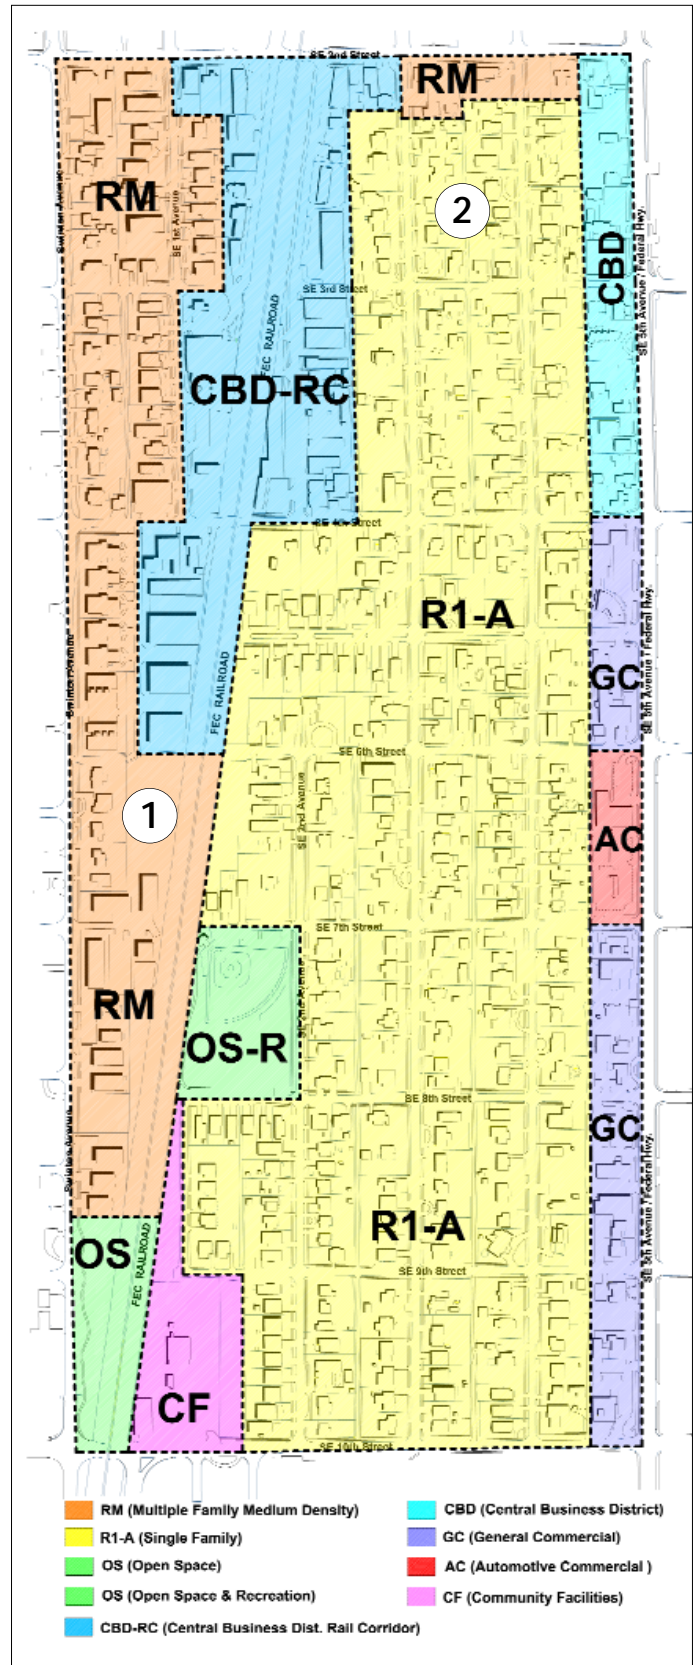 SE 2nd Street
RM
RM
2
SE 1st Avenue
Swinton Avenue
CBD
SE 5th Avenue / Federal Hwy.
SE 3rd Street
FEC RAILROAD
CBD-RC
SE 4th Street
R1-A
GC
SE 5th Avenue / Federal Hwy.
Swinton Avenue
FEC RAILROAD
SE 6th Street
1
SE 2nd Avenue
AC
SE 7th Street
RM
OS-R
SE 2nd Avenue
SE 8th Street
GC
Swinton Avenue
SE 5th Avenue / Federal Hwy.
R1-A
OS
FEC RAILROAD
SE 9th Street
CF
SE 10th Street
RM (Multiple Family Medium Density)
R1-A (Single Family)
OS (Open Space)
OS (Open Space & Recreation)
CBD-RC (Central Business Dist. Rail Corridor)
CBD (Central Business District)
GC (General Commercial)
AC (Automotive Commercial )
CF (Community Facilities)